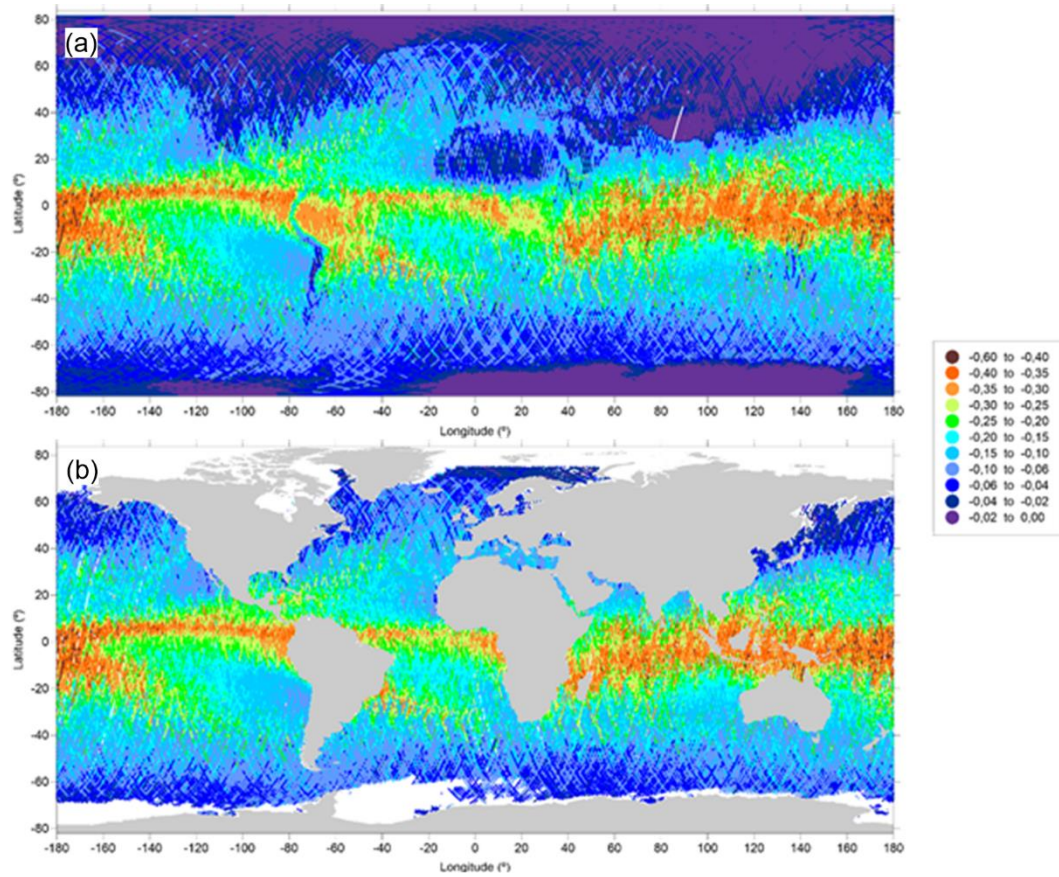 (a)
80
60
40
20
0
-20
-40
-60
-80
Latitude (º)
-180 -160 -140 -120 -100 -80 -60 -40 -20 0 20 40 60 80 100 120 140 160 180
Longitude (º)
(b)
80
60
40
20
0
-20
-40
-60
-80
Latitude (º)
-180 -160 -140 -120 -100 -80 -60 -40 -20 0 20 40 60 80 100 120 140 160 180
Longitude (º)
-0,60 to -0,40
-0,40 to -0,35
-0,35 to -0,30
-0,30 to -0,25
-0,25 to -0,20
-0,20 to -0,15
-0,15 to -0,10
-0,10 to -0,06
-0,06 to -0,04
-0,04 to -0,02
-0,02 to 0,00